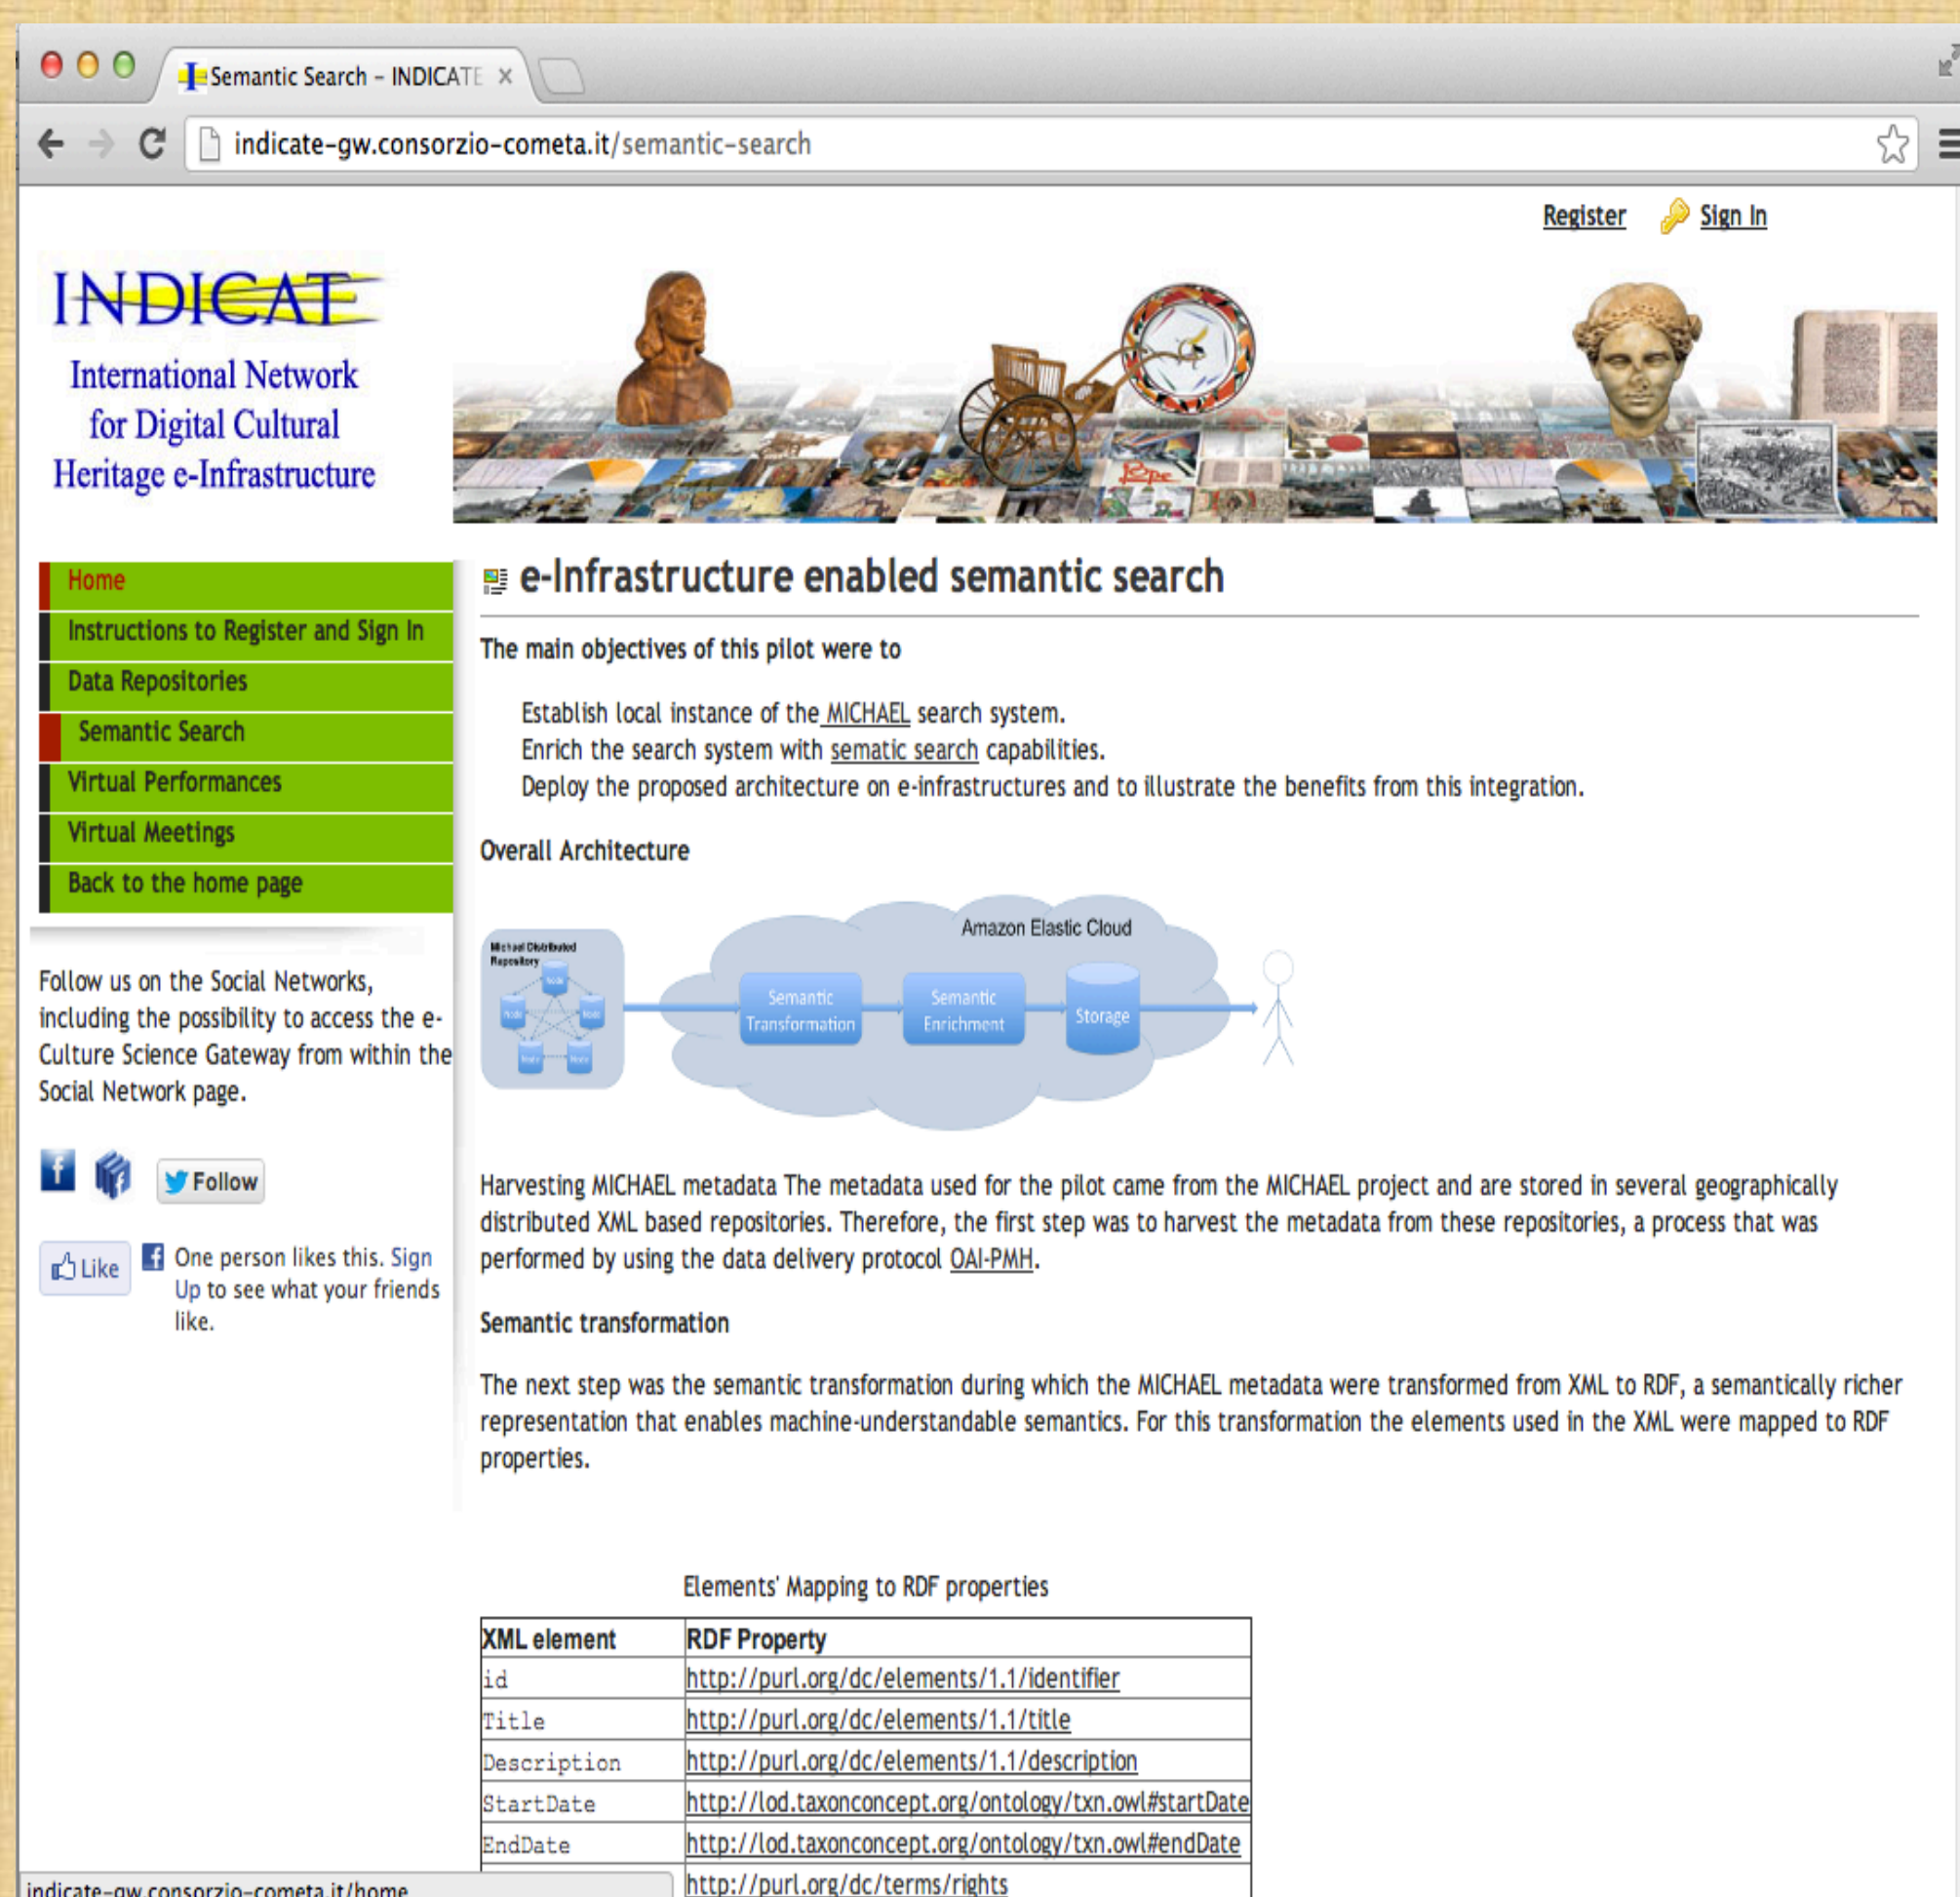 Semantic Search – INDICATE ×
indicate-gw.consorzio-cometa.it/semantic-search
Register Sign In
INDICATE
International Network
for Digital Cultural
Heritage e-Infrastructure
Home
Instructions to Register and Sign In
Data Repositories
Semantic Search
Virtual Performances
Virtual Meetings
Back to the home page
Follow us on the Social Networks,
including the possibility to access the e-
Culture Science Gateway from within the
Social Network page.
Follow
Like
One person likes this. Sign
Up to see what your friends
like.
e-Infrastructure enabled semantic search
The main objectives of this pilot were to
Establish local instance of the MICHAEL search system.
Enrich the search system with sematic search capabilities.
Deploy the proposed architecture on e-infrastructures and to illustrate the benefits from this integration.
Overall Architecture
Michael Distributed
Repository
Node
Node
Node
Node
Node
Amazon Elastic Cloud
Semantic
Transformation
Semantic
Enrichment
Storage
Harvesting MICHAEL metadata The metadata used for the pilot came from the MICHAEL project and are stored in several geographically
distributed XML based repositories. Therefore, the first step was to harvest the metadata from these repositories, a process that was
performed by using the data delivery protocol OAI-PMH.
Semantic transformation
The next step was the semantic transformation during which the MICHAEL metadata were transformed from XML to RDF, a semantically richer
representation that enables machine-understandable semantics. For this transformation the elements used in the XML were mapped to RDF
properties.
Elements' Mapping to RDF properties
XML element RDF Property
id http://purl.org/dc/elements/1.1/identifier
Title http://purl.org/dc/elements/1.1/title
Description http://purl.org/dc/elements/1.1/description
StartDate http://lod.taxonconcept.org/ontology/txn.owl#startDate
EndDate http://lod.taxonconcept.org/ontology/txn.owl#endDate
http://purl.org/dc/terms/rights
indicate-gw.consorzio-cometa.it/home